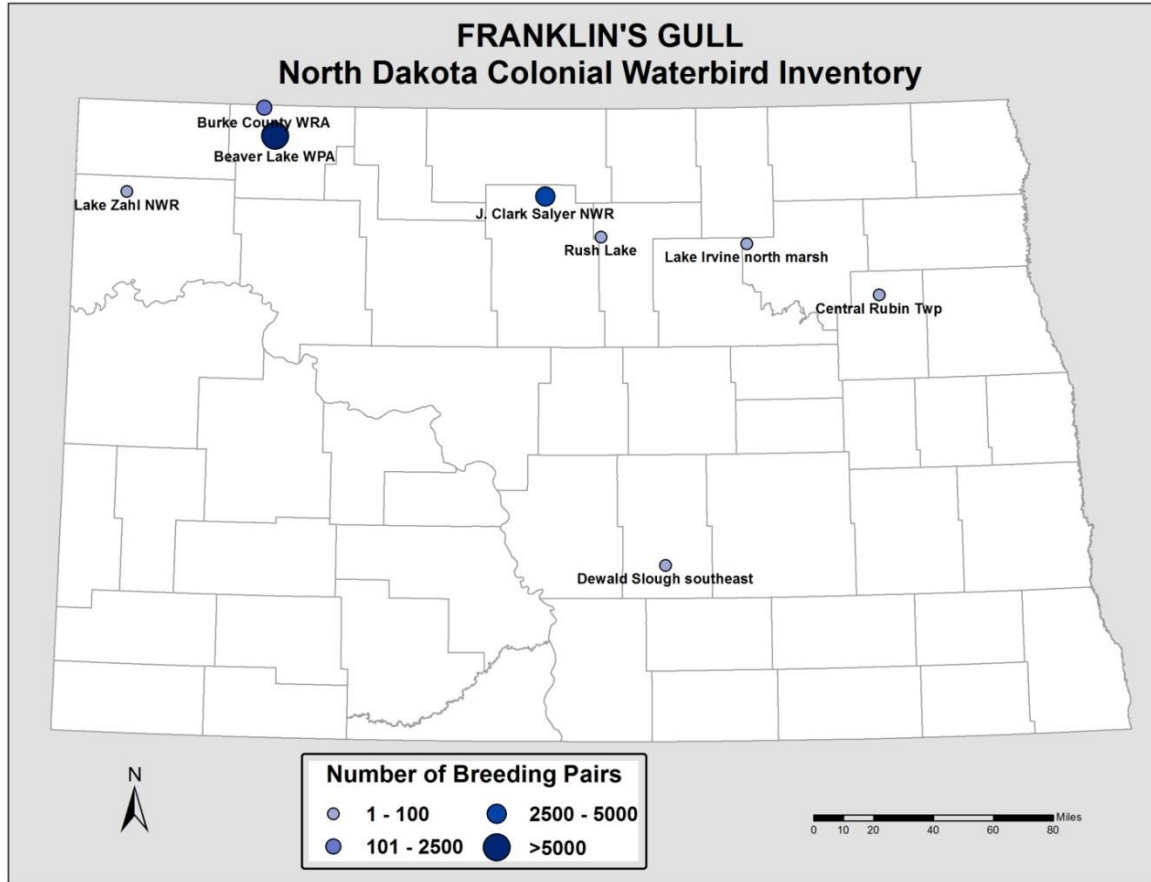 FRANKLIN'S GULL
North Dakota Colonial Waterbird Inventory
Burke County WRA
Beaver Lake WPA
Lake Zahl NWR
J. Clark Salyer NWR
Rush Lake
Lake Irvine north marsh
Central Rubin Twp
Dewald Slough southeast
N
Number of Breeding Pairs
1 - 100
2500 - 5000
101 - 2500
>5000
Miles
0 10 20 40 60 80